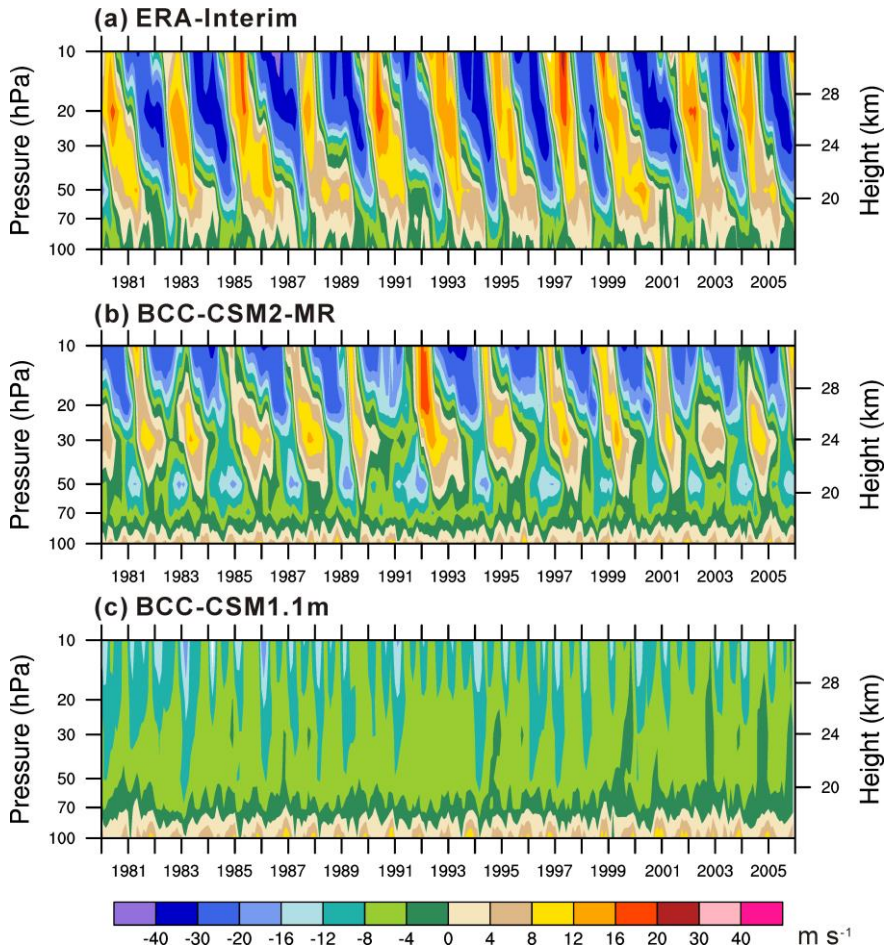 (a) ERA-Interim
Pressure (hPa)
10
20
30
50
70
100
28
24
20
Height (km)
1981 1983 1985 1987 1989 1991 1993 1995 1997 1999 2001 2003 2005
(b) BCC-CSM2-MR
Pressure (hPa)
10
20
30
50
70
100
28
24
20
Height (km)
1981 1983 1985 1987 1989 1991 1993 1995 1997 1999 2001 2003 2005
(c) BCC-CSM1.1m
Pressure (hPa)
10
20
30
50
70
100
28
24
20
Height (km)
1981 1983 1985 1987 1989 1991 1993 1995 1997 1999 2001 2003 2005
-40 -30 -20 -16 -12 -8 -4 0 4 8 12 16 20 30 40 m s⁻¹